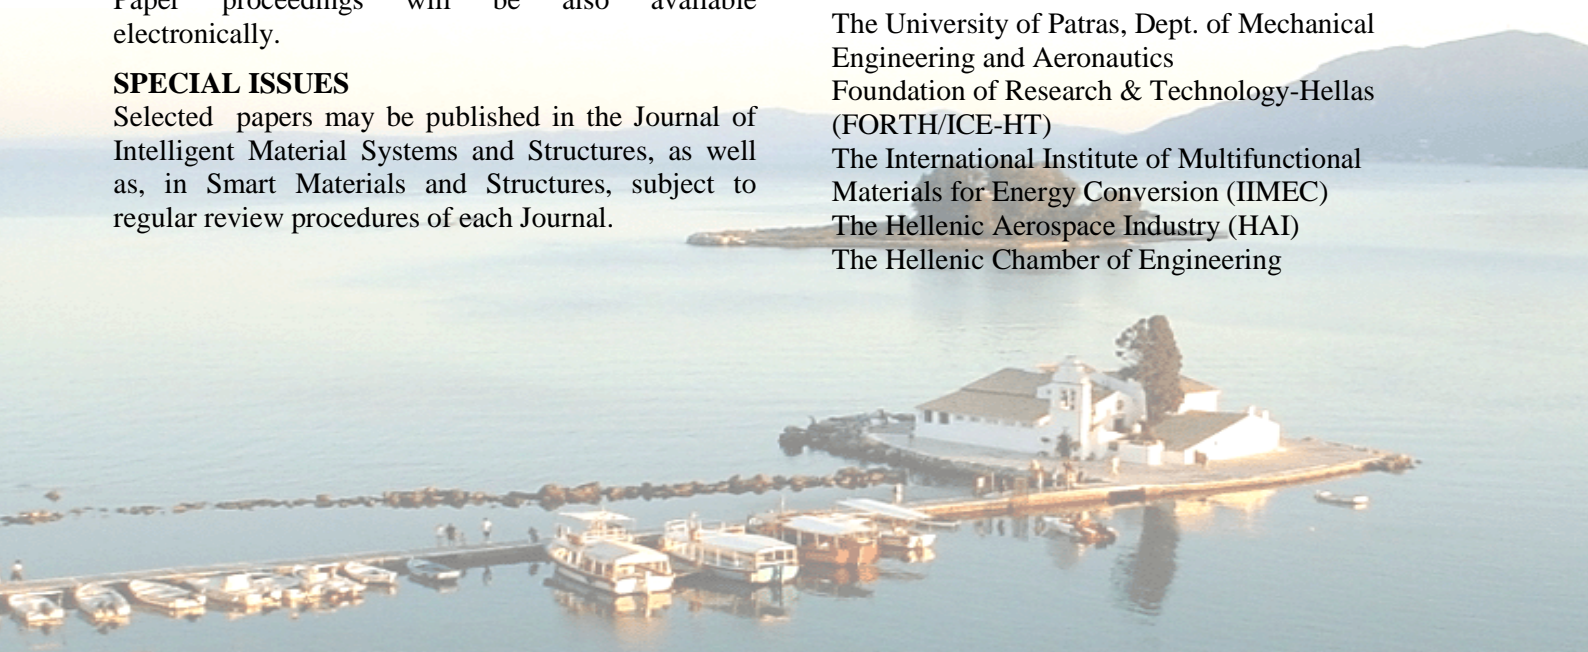 Paper proceedings will be also available
electronically.
SPECIAL ISSUES
Selected papers may be published in the Journal of
Intelligent Material Systems and Structures, as well
as, in Smart Materials and Structures, subject to
regular review procedures of each Journal.
The University of Patras, Dept. of Mechanical
Engineering and Aeronautics
Foundation of Research & Technology-Hellas
(FORTH/ICE-HT)
The International Institute of Multifunctional
Materials for Energy Conversion (IIMEC)
The Hellenic Aerospace Industry (HAI)
The Hellenic Chamber of Engineering